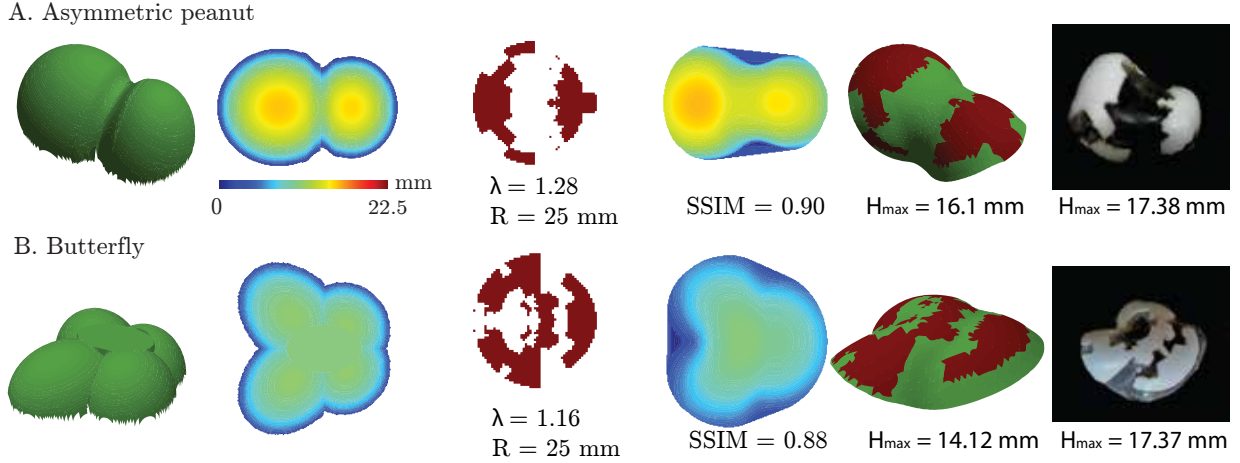 A. Asymmetric peanut
mm
0 22.5
λ = 1.28
R = 25 mm
SSIM = 0.90
Hmax = 16.1 mm
Hmax = 17.38 mm
B. Butterfly
λ = 1.16
R = 25 mm
SSIM = 0.88
Hmax = 14.12 mm
Hmax = 17.37 mm